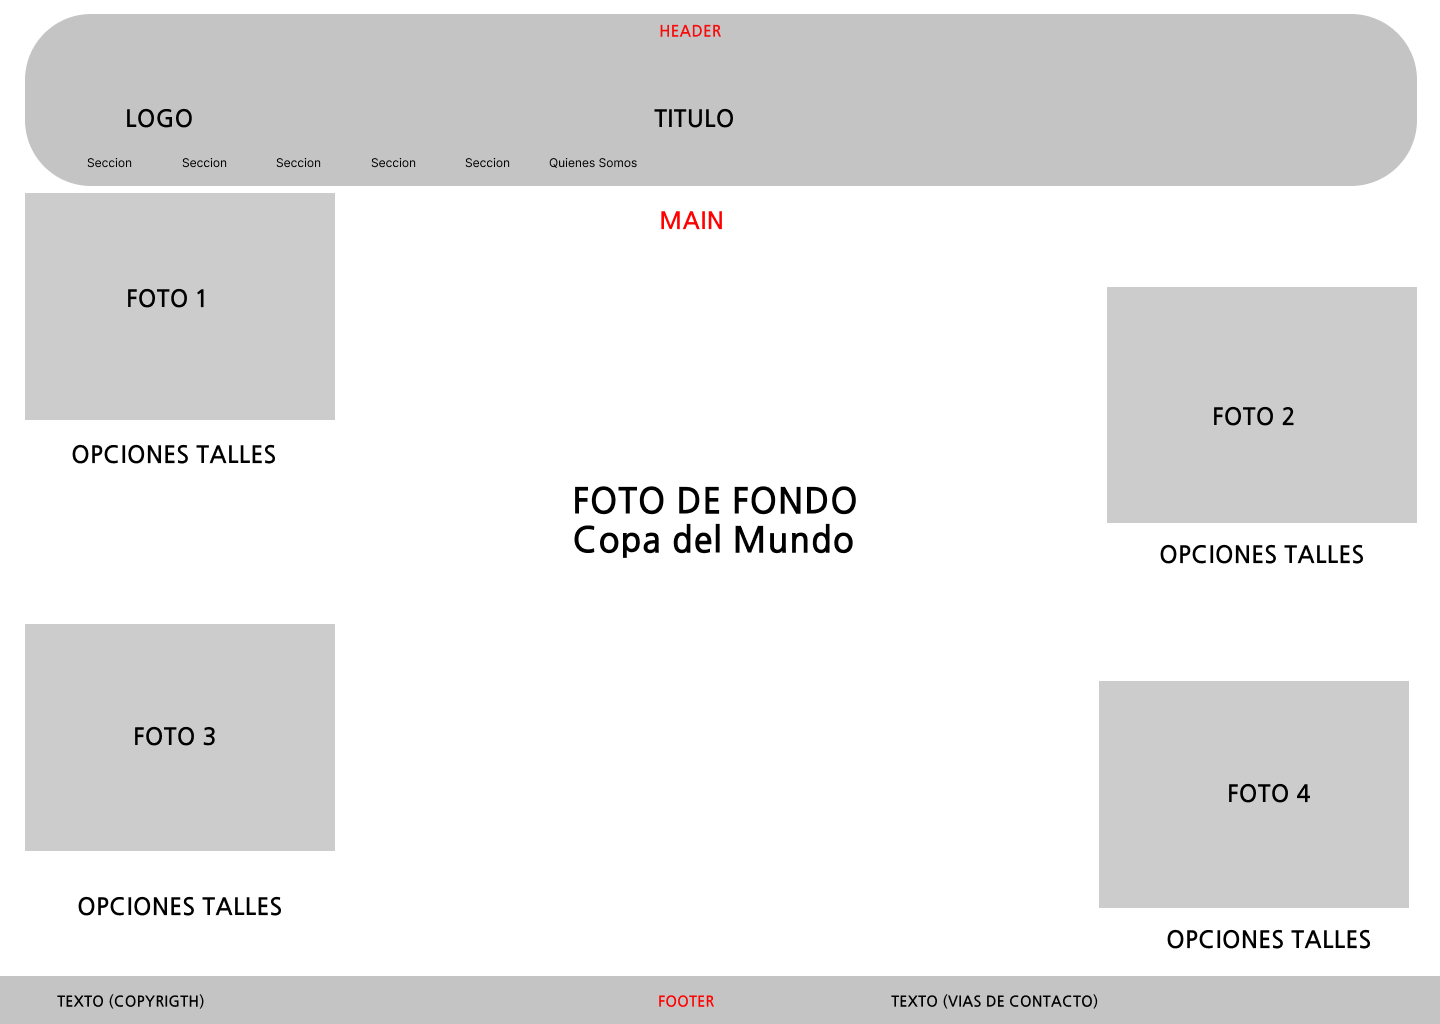 HEADER
LOGO
TITULO
Seccion
Seccion
Seccion
Seccion
Seccion
Quienes Somos
MAIN
FOTO 1
FOTO 2
OPCIONES TALLES
FOTO DE FONDO
Copa del Mundo
OPCIONES TALLES
FOTO 3
FOTO 4
OPCIONES TALLES
OPCIONES TALLES
TEXTO (COPYRIGTH)
FOOTER
TEXTO (VIAS DE CONTACTO)